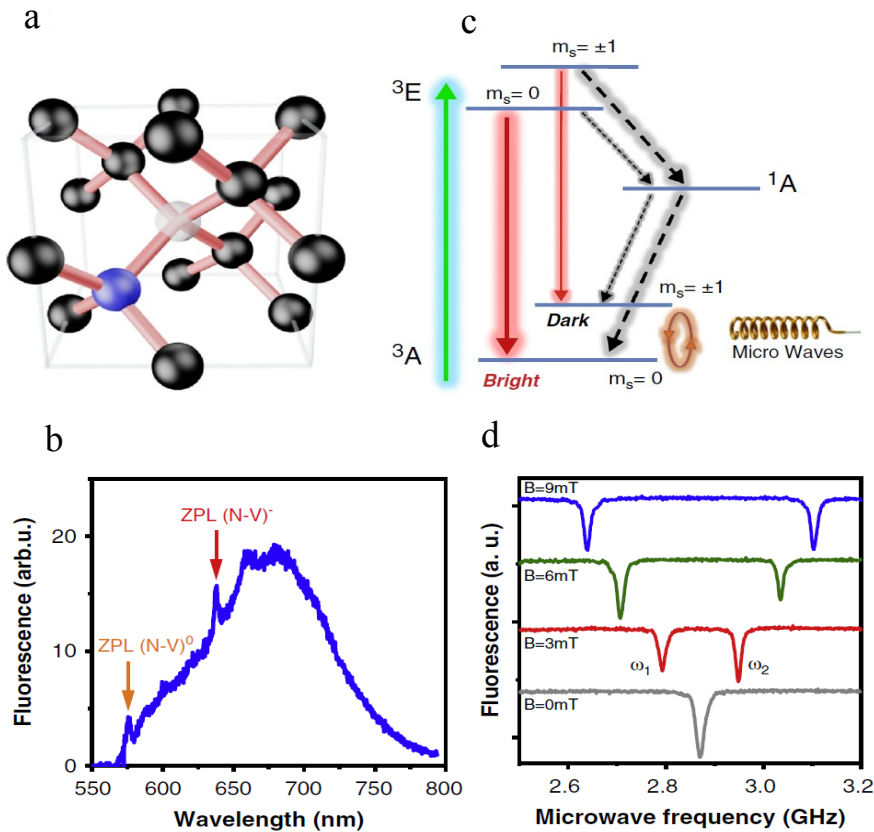 a
c
mₛ= ±1
³E
mₛ= 0
¹A
mₛ= ±1
Dark
³A
Bright
mₛ= 0
Micro Waves
b
Fluorescence (arb.u.)
20
10
0
ZPL (N-V)⁻
ZPL (N-V)⁰
550 600 650 700 750 800
Wavelength (nm)
d
Fluorescence (a. u.)
B=9mT
B=6mT
B=3mT
ω₁ ω₂
B=0mT
2.6 2.8 3.0 3.2
Microwave frequency (GHz)